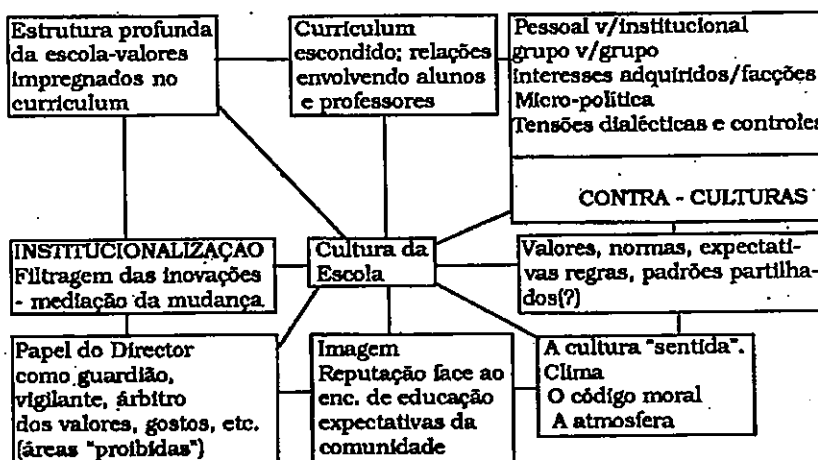 Estrutura profunda
da escola-valores
impregnados no
curriculum
Curriculum
escondido; relações
envolvendo alunos
e professores
Pessoal v/institucional
grupo v/grupo
interesses adquiridos/facções
Micro-política
Tensões dialécticas e controles
CONTRA - CULTURAS
INSTITUCIONALIZAÇÃO
Filtragem das inovações
- mediação da mudança
Cultura da
Escola
Valores, normas, expectati-
vas regras, padrões partilha-
dos(?)
Papel do Director
como guardião,
vigilante, árbitro
dos valores, gostos, etc.
(áreas "proibidas")
Imagem
Reputação face ao
enc. de educação
expectativas da
comunidade
A cultura "sentida".
Clima
O código moral
A atmosfera